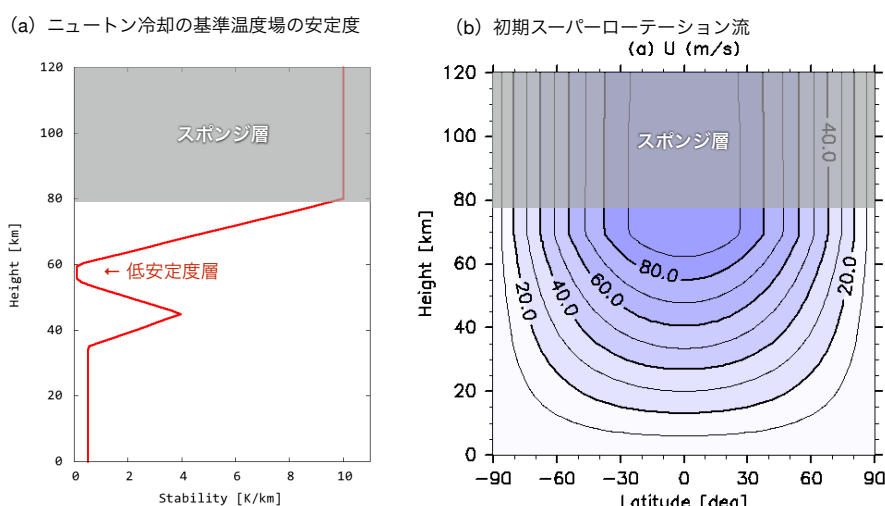 (a) ニュートン冷却の基準温度場の安定度
120
100
80
60
40
20
0
Height [km]
スポンジ層
← 低安定度層
0 2 4 6 8 10
Stability [K/km]
(b) 初期スーパーローテーション流
(a) U (m/s)
120
100
80
60
40
20
0
Height [km]
スポンジ層
40.0
80.0
60.0
40.0
20.0
20.0
−90 −60 −30 0 30 60 90
Latitude [deg]